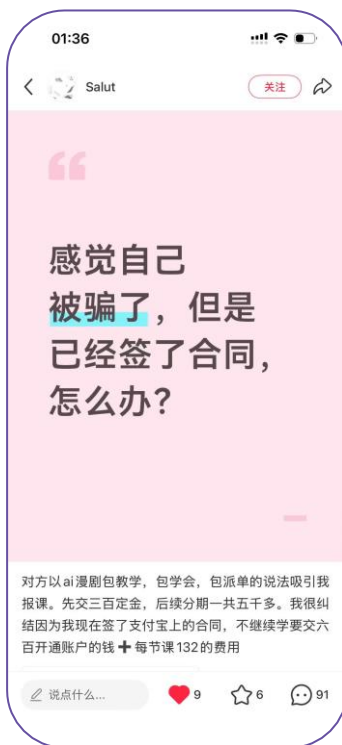 01:36
Salut
关注
感觉自己
被骗了，但是
已经签了合同，
怎么办？
对方以ai漫剧包教学，包学会，包派单的说法吸引我
报课。先交三百定金，后续分期一共五千多。我很纠
结因为我现在签了支付宝上的合同，不继续学要交六
百开通账户的钱➕每节课132的费用
说点什么...
9
6
91